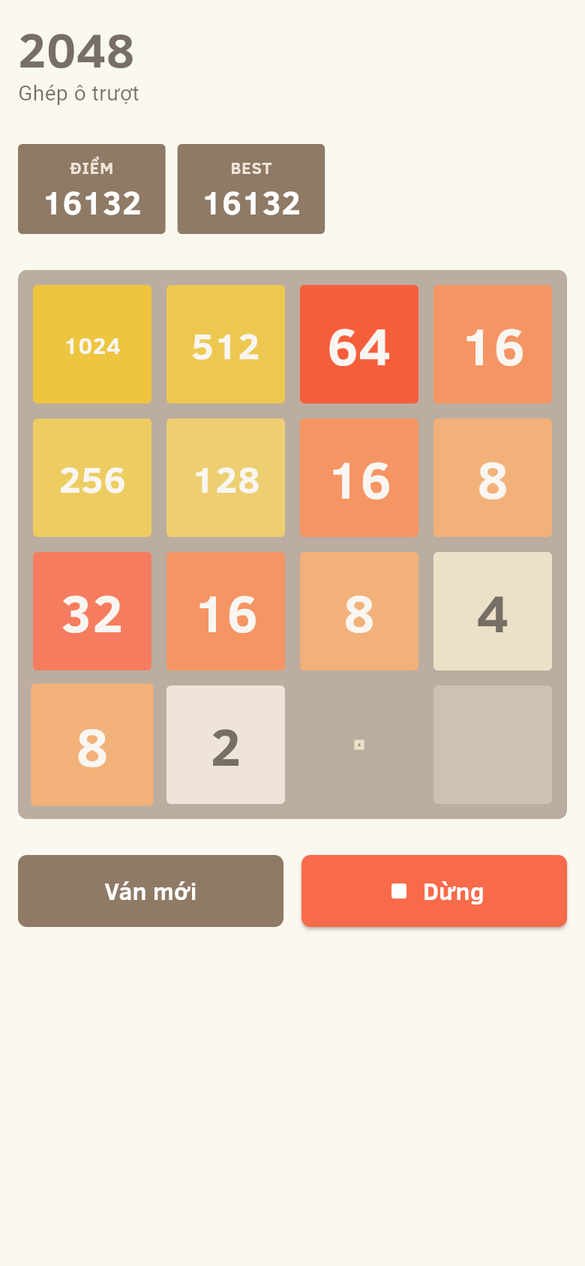 2048
Ghép ô trượt
ĐIỂM BEST
16132 16132
1024 512 64 16
256 128 16 8
32 16 8 4
8 2 4
Ván mới Dừng